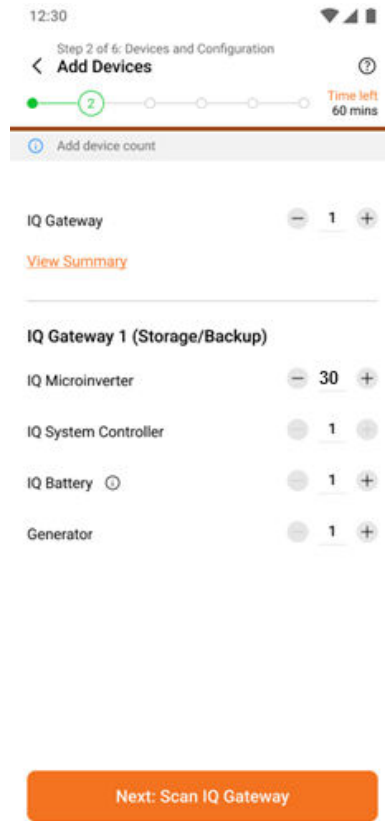 12:30
Step 2 of 6: Devices and Configuration
Add Devices
2
Time left
60 mins
Add device count
IQ Gateway
1
View Summary
IQ Gateway 1 (Storage/Backup)
IQ Microinverter
30
IQ System Controller
1
IQ Battery
1
Generator
1
Next: Scan IQ Gateway